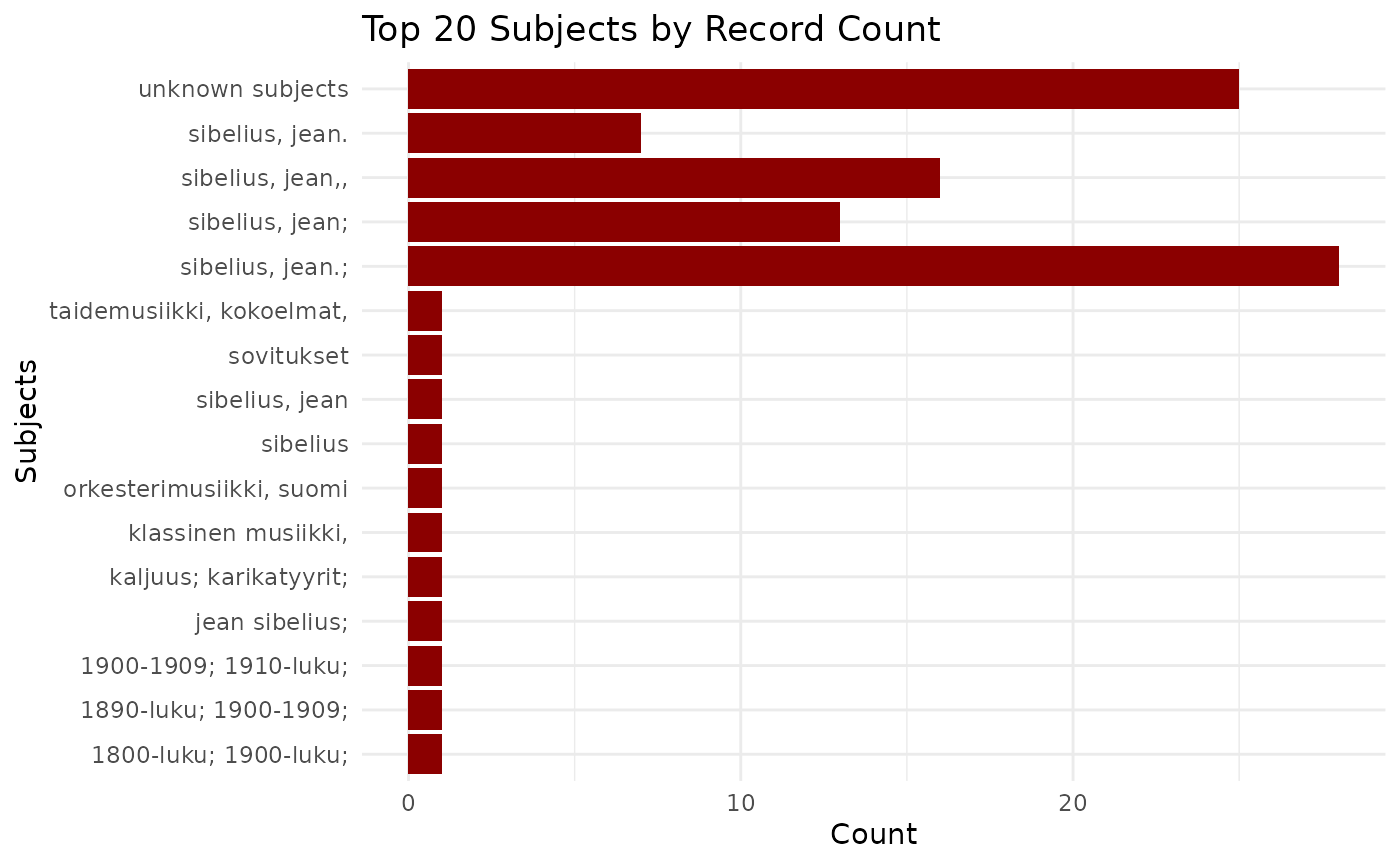 Top 20 Subjects by Record Count
unknown subjects
sibelius, jean.
sibelius, jean,,
sibelius, jean;
sibelius, jean.;
taidemusiikki, kokoelmat,
sovitukset
sibelius, jean
sibelius
orkesterimusiikki, suomi
klassinen musiikki,
kaljuus; karikatyyrit;
jean sibelius;
1900-1909; 1910-luku;
1890-luku; 1900-1909;
1800-luku; 1900-luku;
Subjects
0 10 20
Count